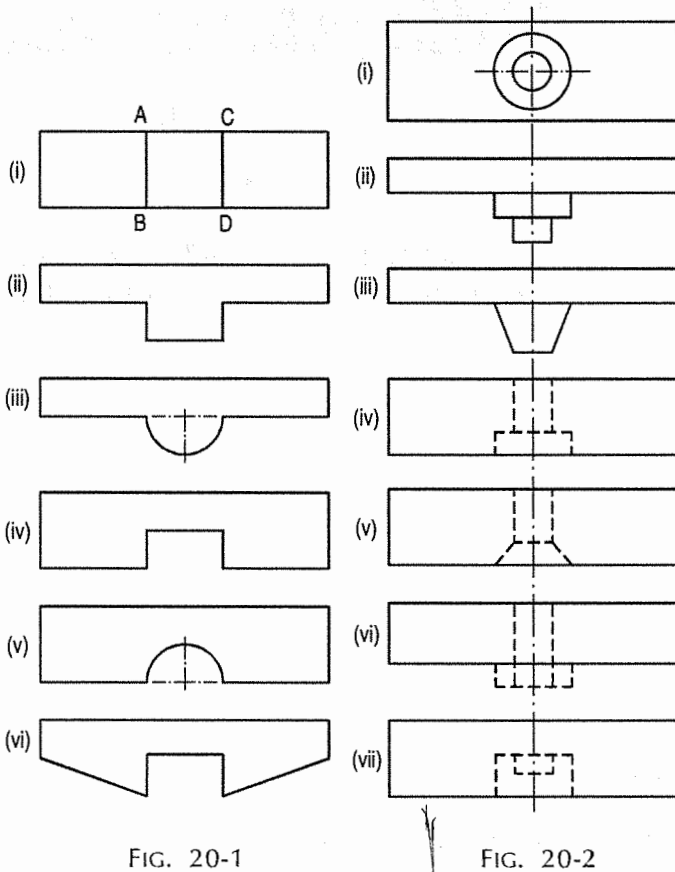 A C
(i)
B D
(ii)
(iii)
(iv)
(v)
(vi)
FIG. 20-1
(i)
(ii)
(iii)
(iv)
(v)
(vi)
(vii)
FIG. 20-2